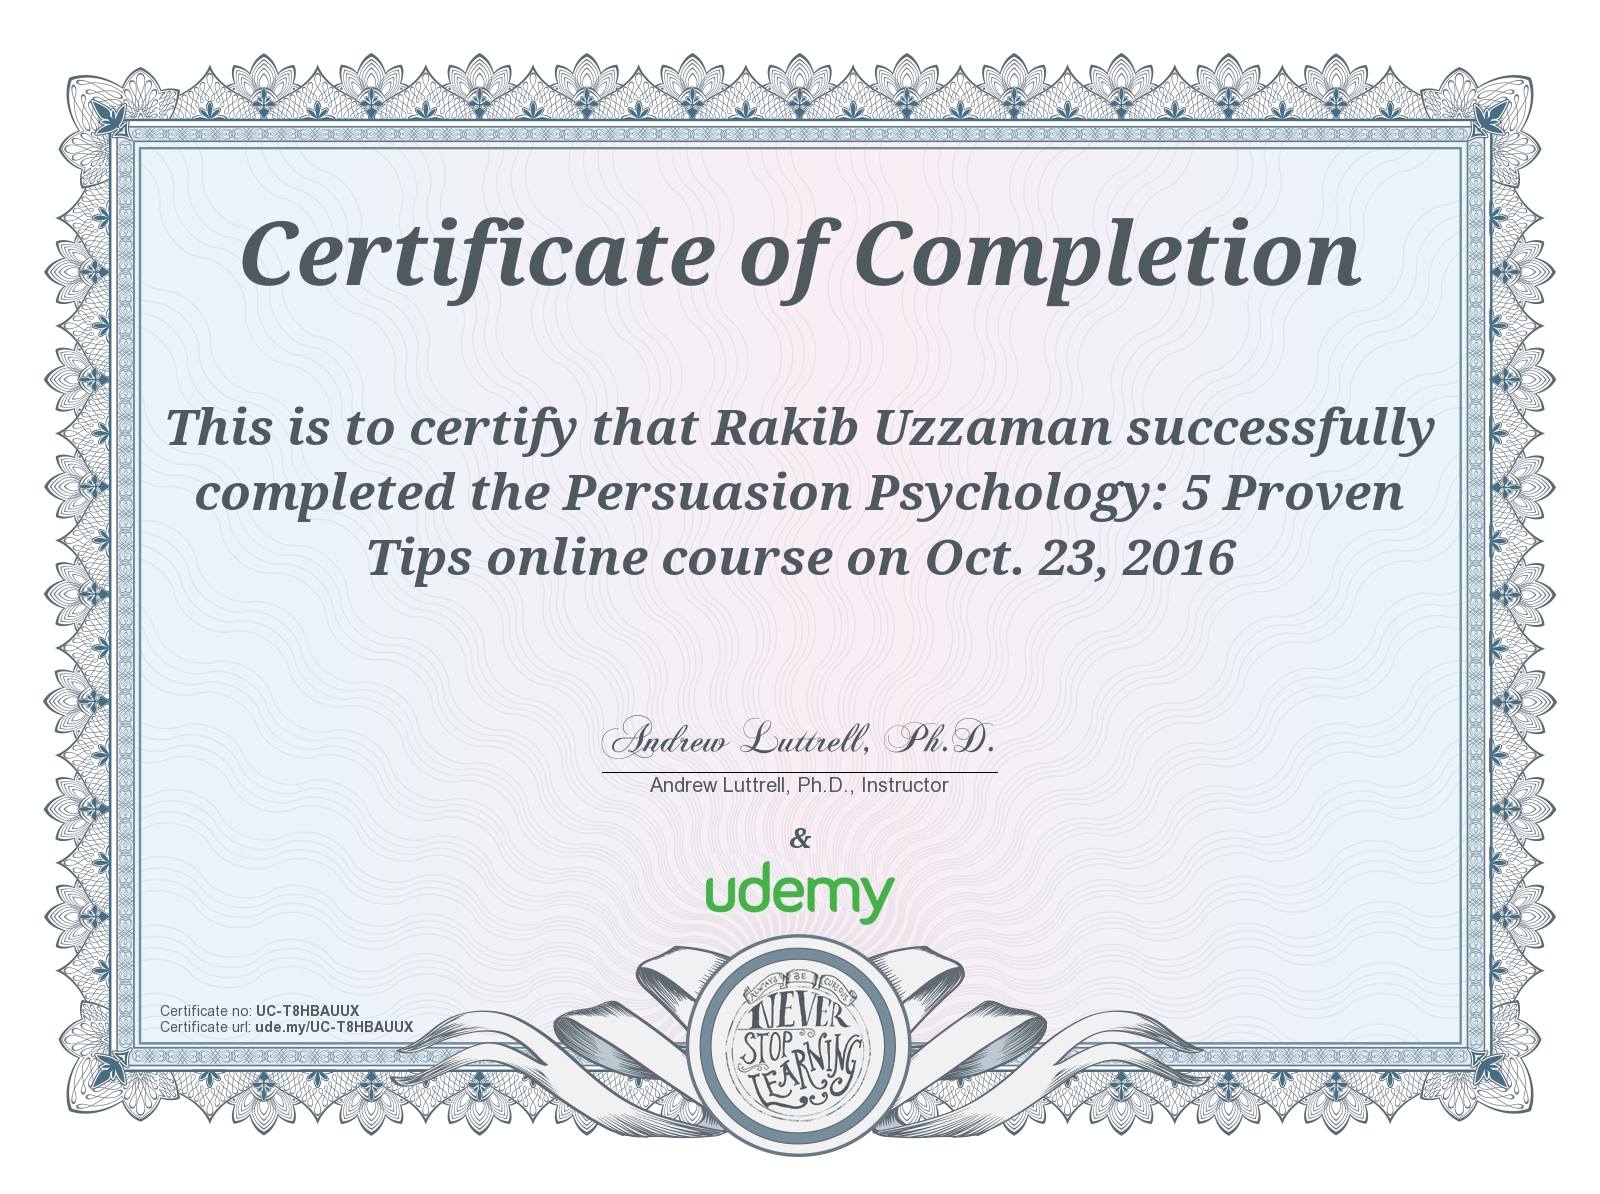 Certificate of Completion
This is to certify that Rakib Uzzaman successfully
completed the Persuasion Psychology: 5 Proven
Tips online course on Oct. 23, 2016
Andrew Luttrell, Ph.D.
Andrew Luttrell, Ph.D., Instructor
&
udemy
Certificate no: UC-T8HBAUUX
Certificate url: ude.my/UC-T8HBAUUX
ALWAYS BE CURIOUS
NEVER
STOP
LEARNING